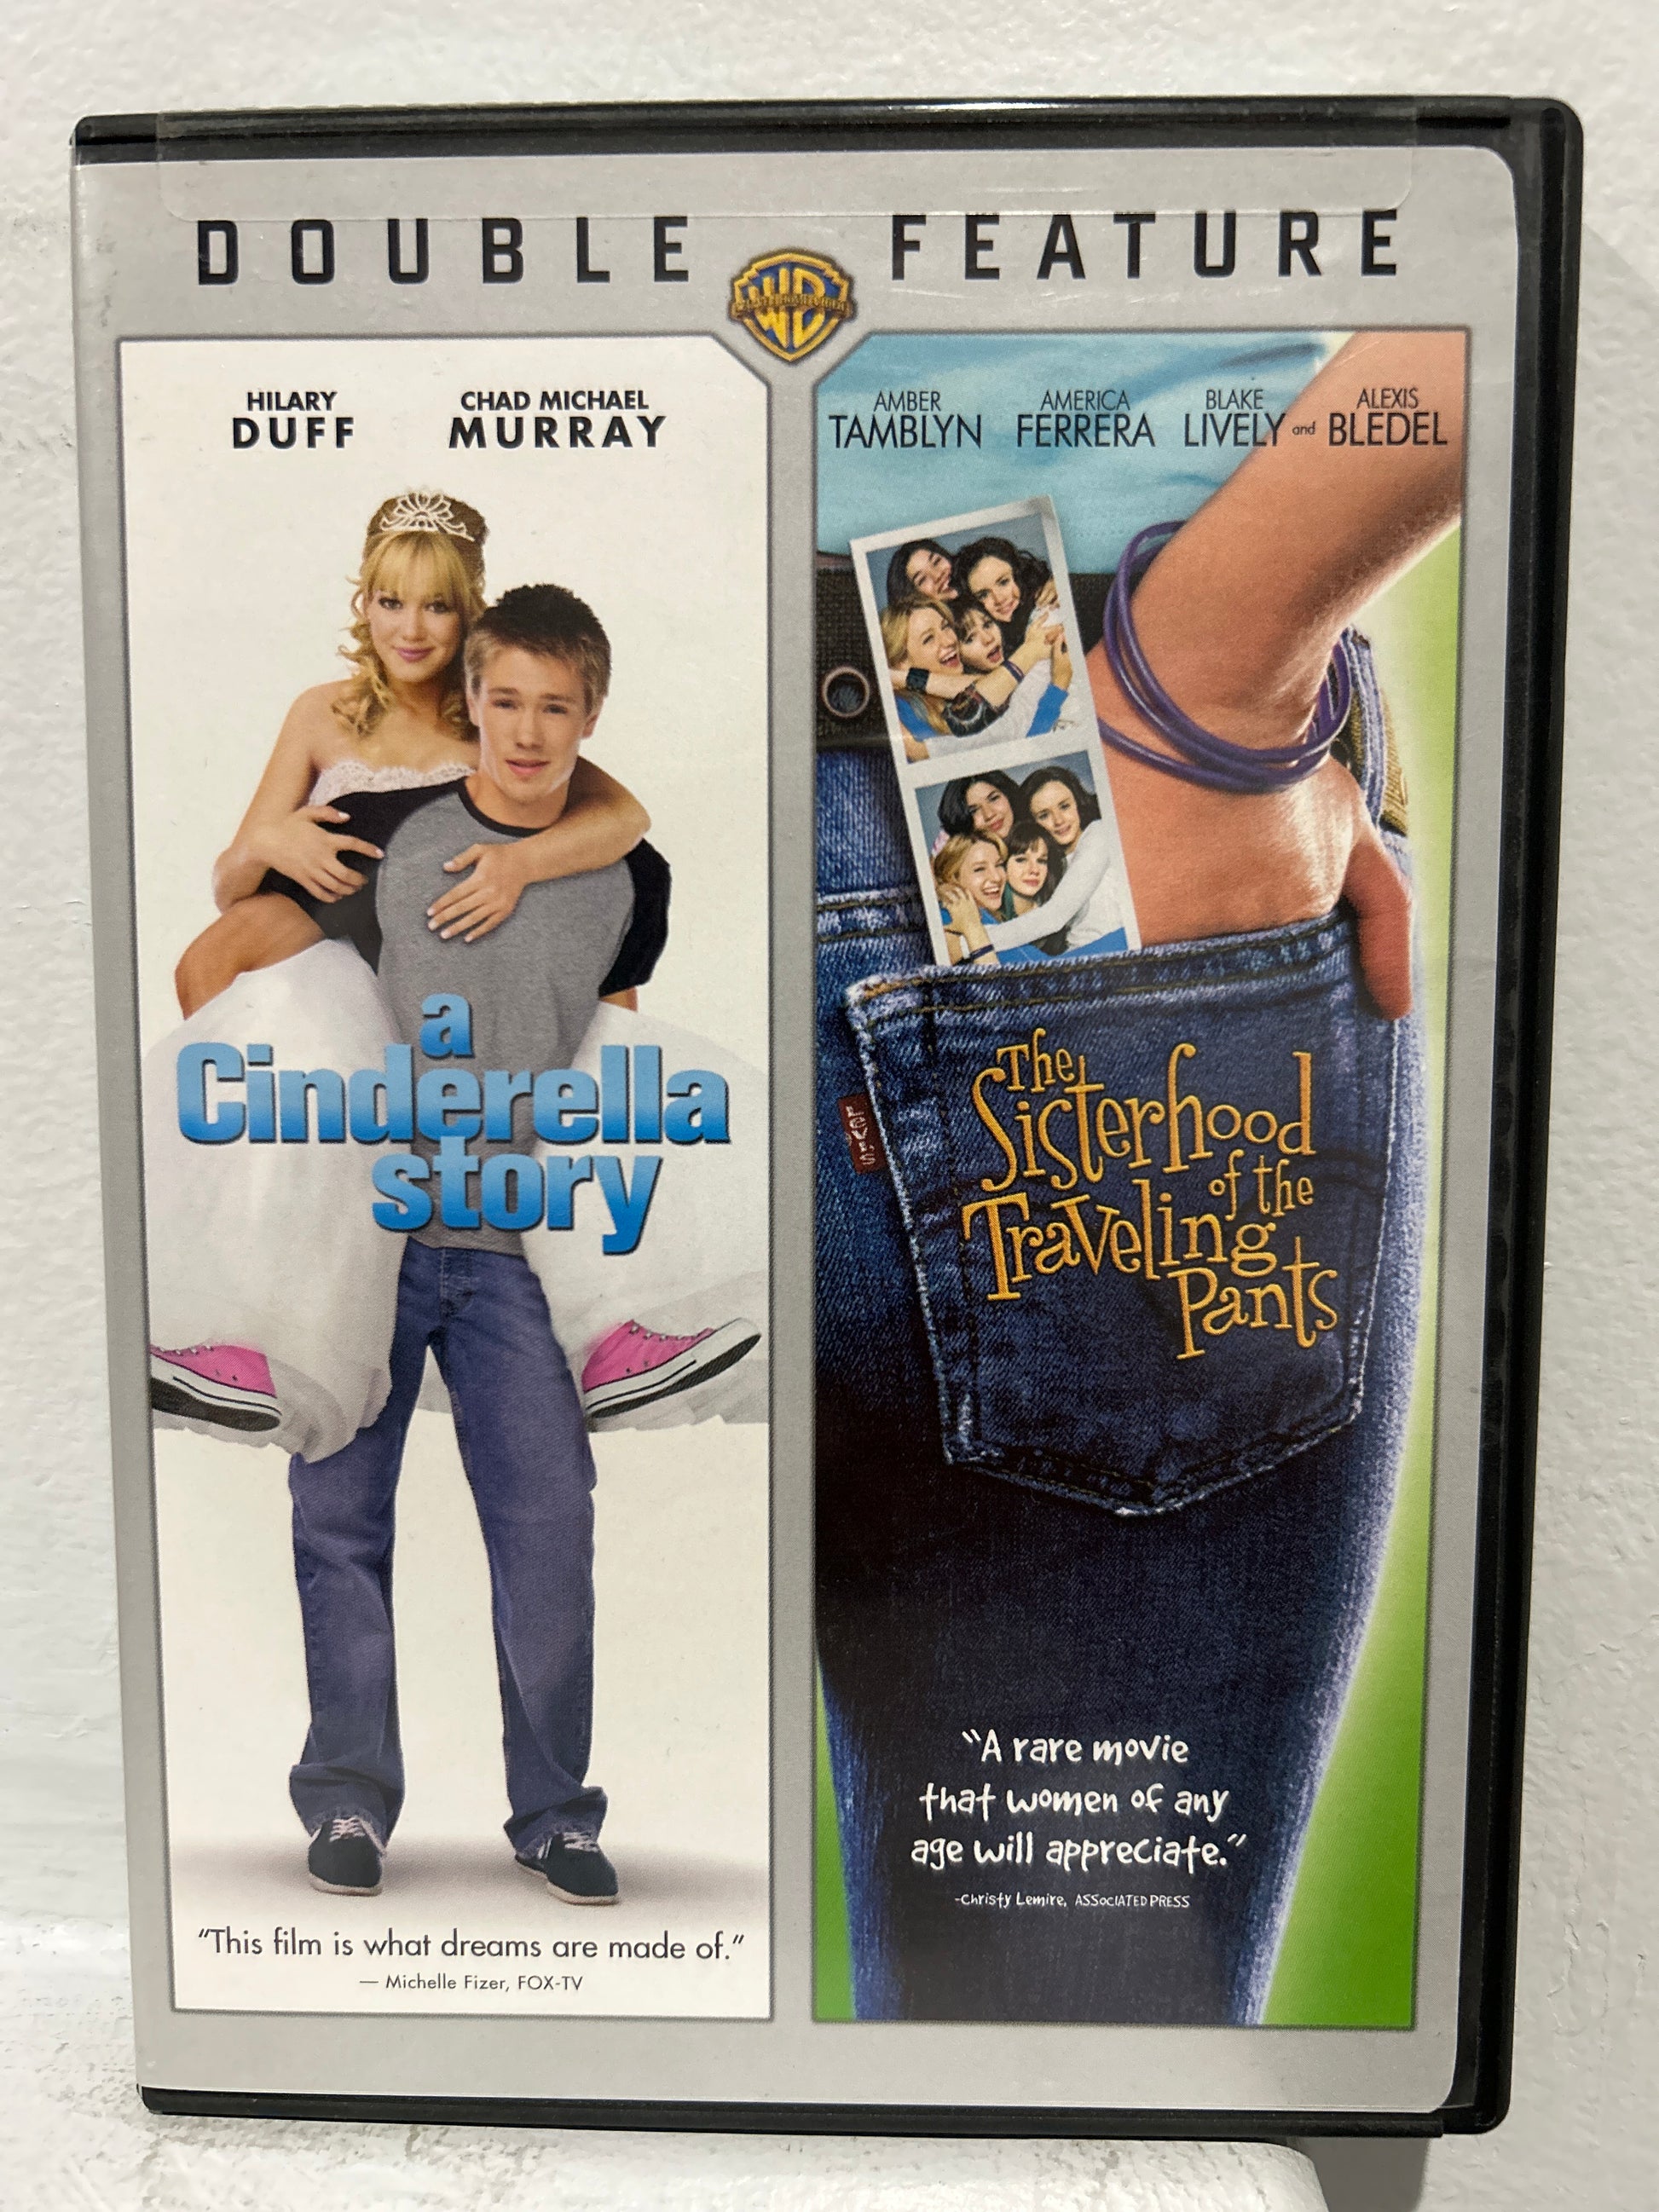 DOUBLE FEATURE
WB
HILARY
DUFF
CHAD MICHAEL
MURRAY
a
Cinderella
story
"This film is what dreams are made of."
— Michelle Fizer, FOX-TV
AMBER
TAMBLYN
AMERICA
FERRERA
BLAKE
LIVELY
and
ALEXIS
BLEDEL
LEVI'S
The
Sisterhood
of the
Traveling
Pants
"A rare movie
that women of any
age will appreciate."
-Christy Lemire, ASSOCIATED PRESS